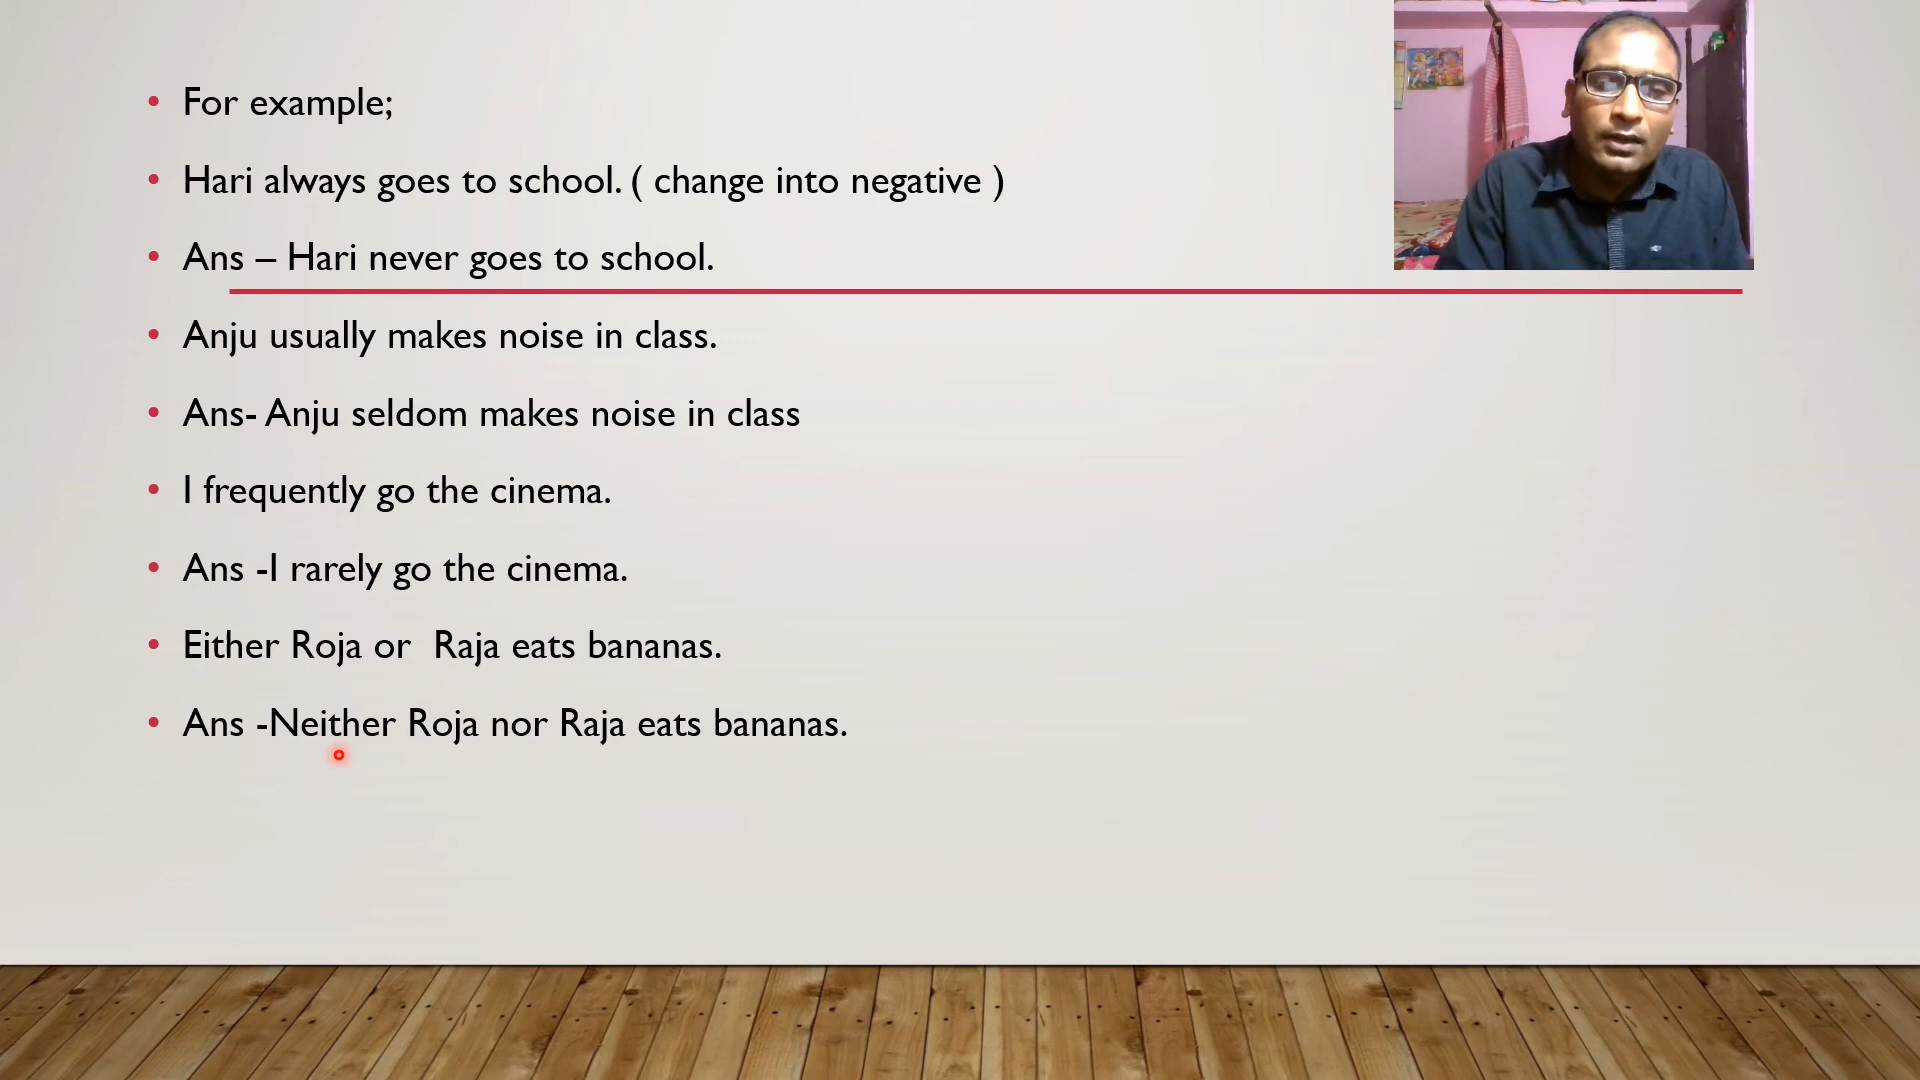 For example;
Hari always goes to school. ( change into negative )
Ans – Hari never goes to school.
Anju usually makes noise in class.
Ans- Anju seldom makes noise in class
I frequently go the cinema.
Ans -I rarely go the cinema.
Either Roja or  Raja eats bananas.
Ans -Neither Roja nor Raja eats bananas.